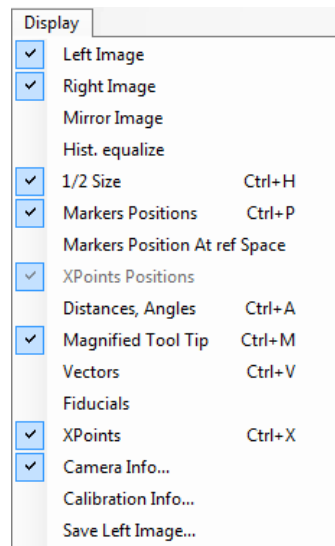 Display
Left Image
Right Image
Mirror Image
Hist. equalize
1/2 Size Ctrl+H
Markers Positions Ctrl+P
Markers Position At ref Space
XPoints Positions
Distances, Angles Ctrl+A
Magnified Tool Tip Ctrl+M
Vectors Ctrl+V
Fiducials
XPoints Ctrl+X
Camera Info...
Calibration Info...
Save Left Image...